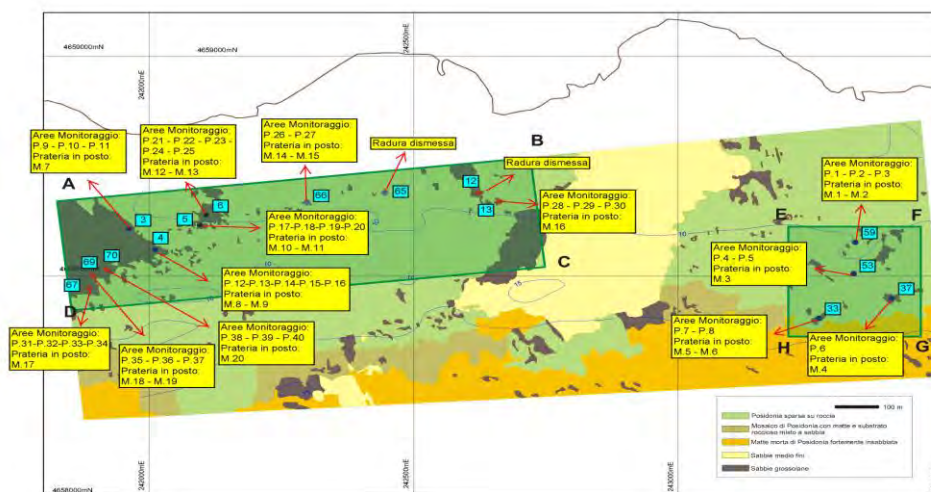 4659000mN
4659000mN
242000mE
242500mE
Aree Monitoraggio:
P.9 - P.10 - P.11
Prateria in posto:
M.7
Aree Monitoraggio:
P.21 - P.22 - P.23 -
P.24 - P.25
Prateria in posto:
M.12 - M.13
Aree Monitoraggio:
P.26 - P.27
Prateria in posto:
M.14 - M.15
Radura dismessa
B
Radura dismessa
A
3
4
5
6
66
65
12
13
Aree Monitoraggio:
P.28 - P.29 - P.30
Prateria in posto:
M.16
Aree Monitoraggio:
P.17-P.18-P.19-P.20
Prateria in posto:
M.10 - M.11
Aree Monitoraggio:
P.1 - P.2 - P.3
Prateria in posto:
M.1 - M.2
E
F
59
53
37
33
Aree Monitoraggio:
P.4 - P.5
Prateria in posto:
M.3
10
10
10
15
C
70
69
67
D
Aree Monitoraggio:
P.12-P.13-P.14-P.15-P.16
Prateria in posto:
M.8 - M.9
Aree Monitoraggio:
P.31-P.32-P.33-P.34
Prateria in posto:
M.17
Aree Monitoraggio:
P.35 - P.36 - P.37
Prateria in posto:
M.18 - M.19
Aree Monitoraggio:
P.38 - P.39 - P.40
Prateria in posto:
M.20
Aree Monitoraggio:
P.7 - P.8
Prateria in posto:
M.5 - M.6
H
G
Aree Monitoraggio:
P.6
Prateria in posto:
M.4
100 m
Posidonia sparsa su roccia
Mosaico di Posidonia con matte e substrato
roccioso misto a sabbia
Matte morta di Posidonia fortemente insabbiata
Sabbie medio fini
Sabbie grossolane
4658000mN
242000mE
242500mE
243000mE